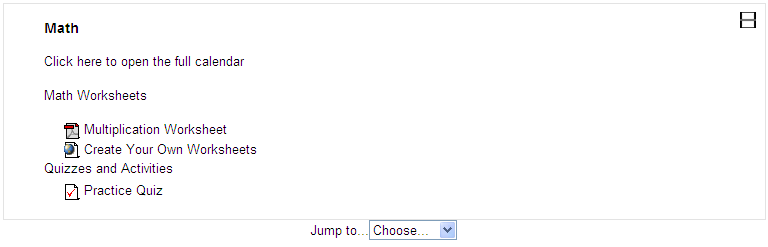 Math
Click here to open the full calendar
Math Worksheets
Multiplication Worksheet
Create Your Own Worksheets
Quizzes and Activities
Practice Quiz
Jump to... Choose...